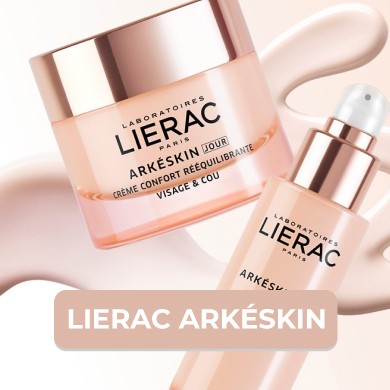 LABORATOIRES
LIERAC
PARIS
ARKÉSKIN JOUR
CRÈME CONFORT RÉÉQUILIBRANTE
VISAGE & COU
LABORATOIRES
LIERAC
PARIS
ARKÉSKIN
LIERAC ARKÉSKIN